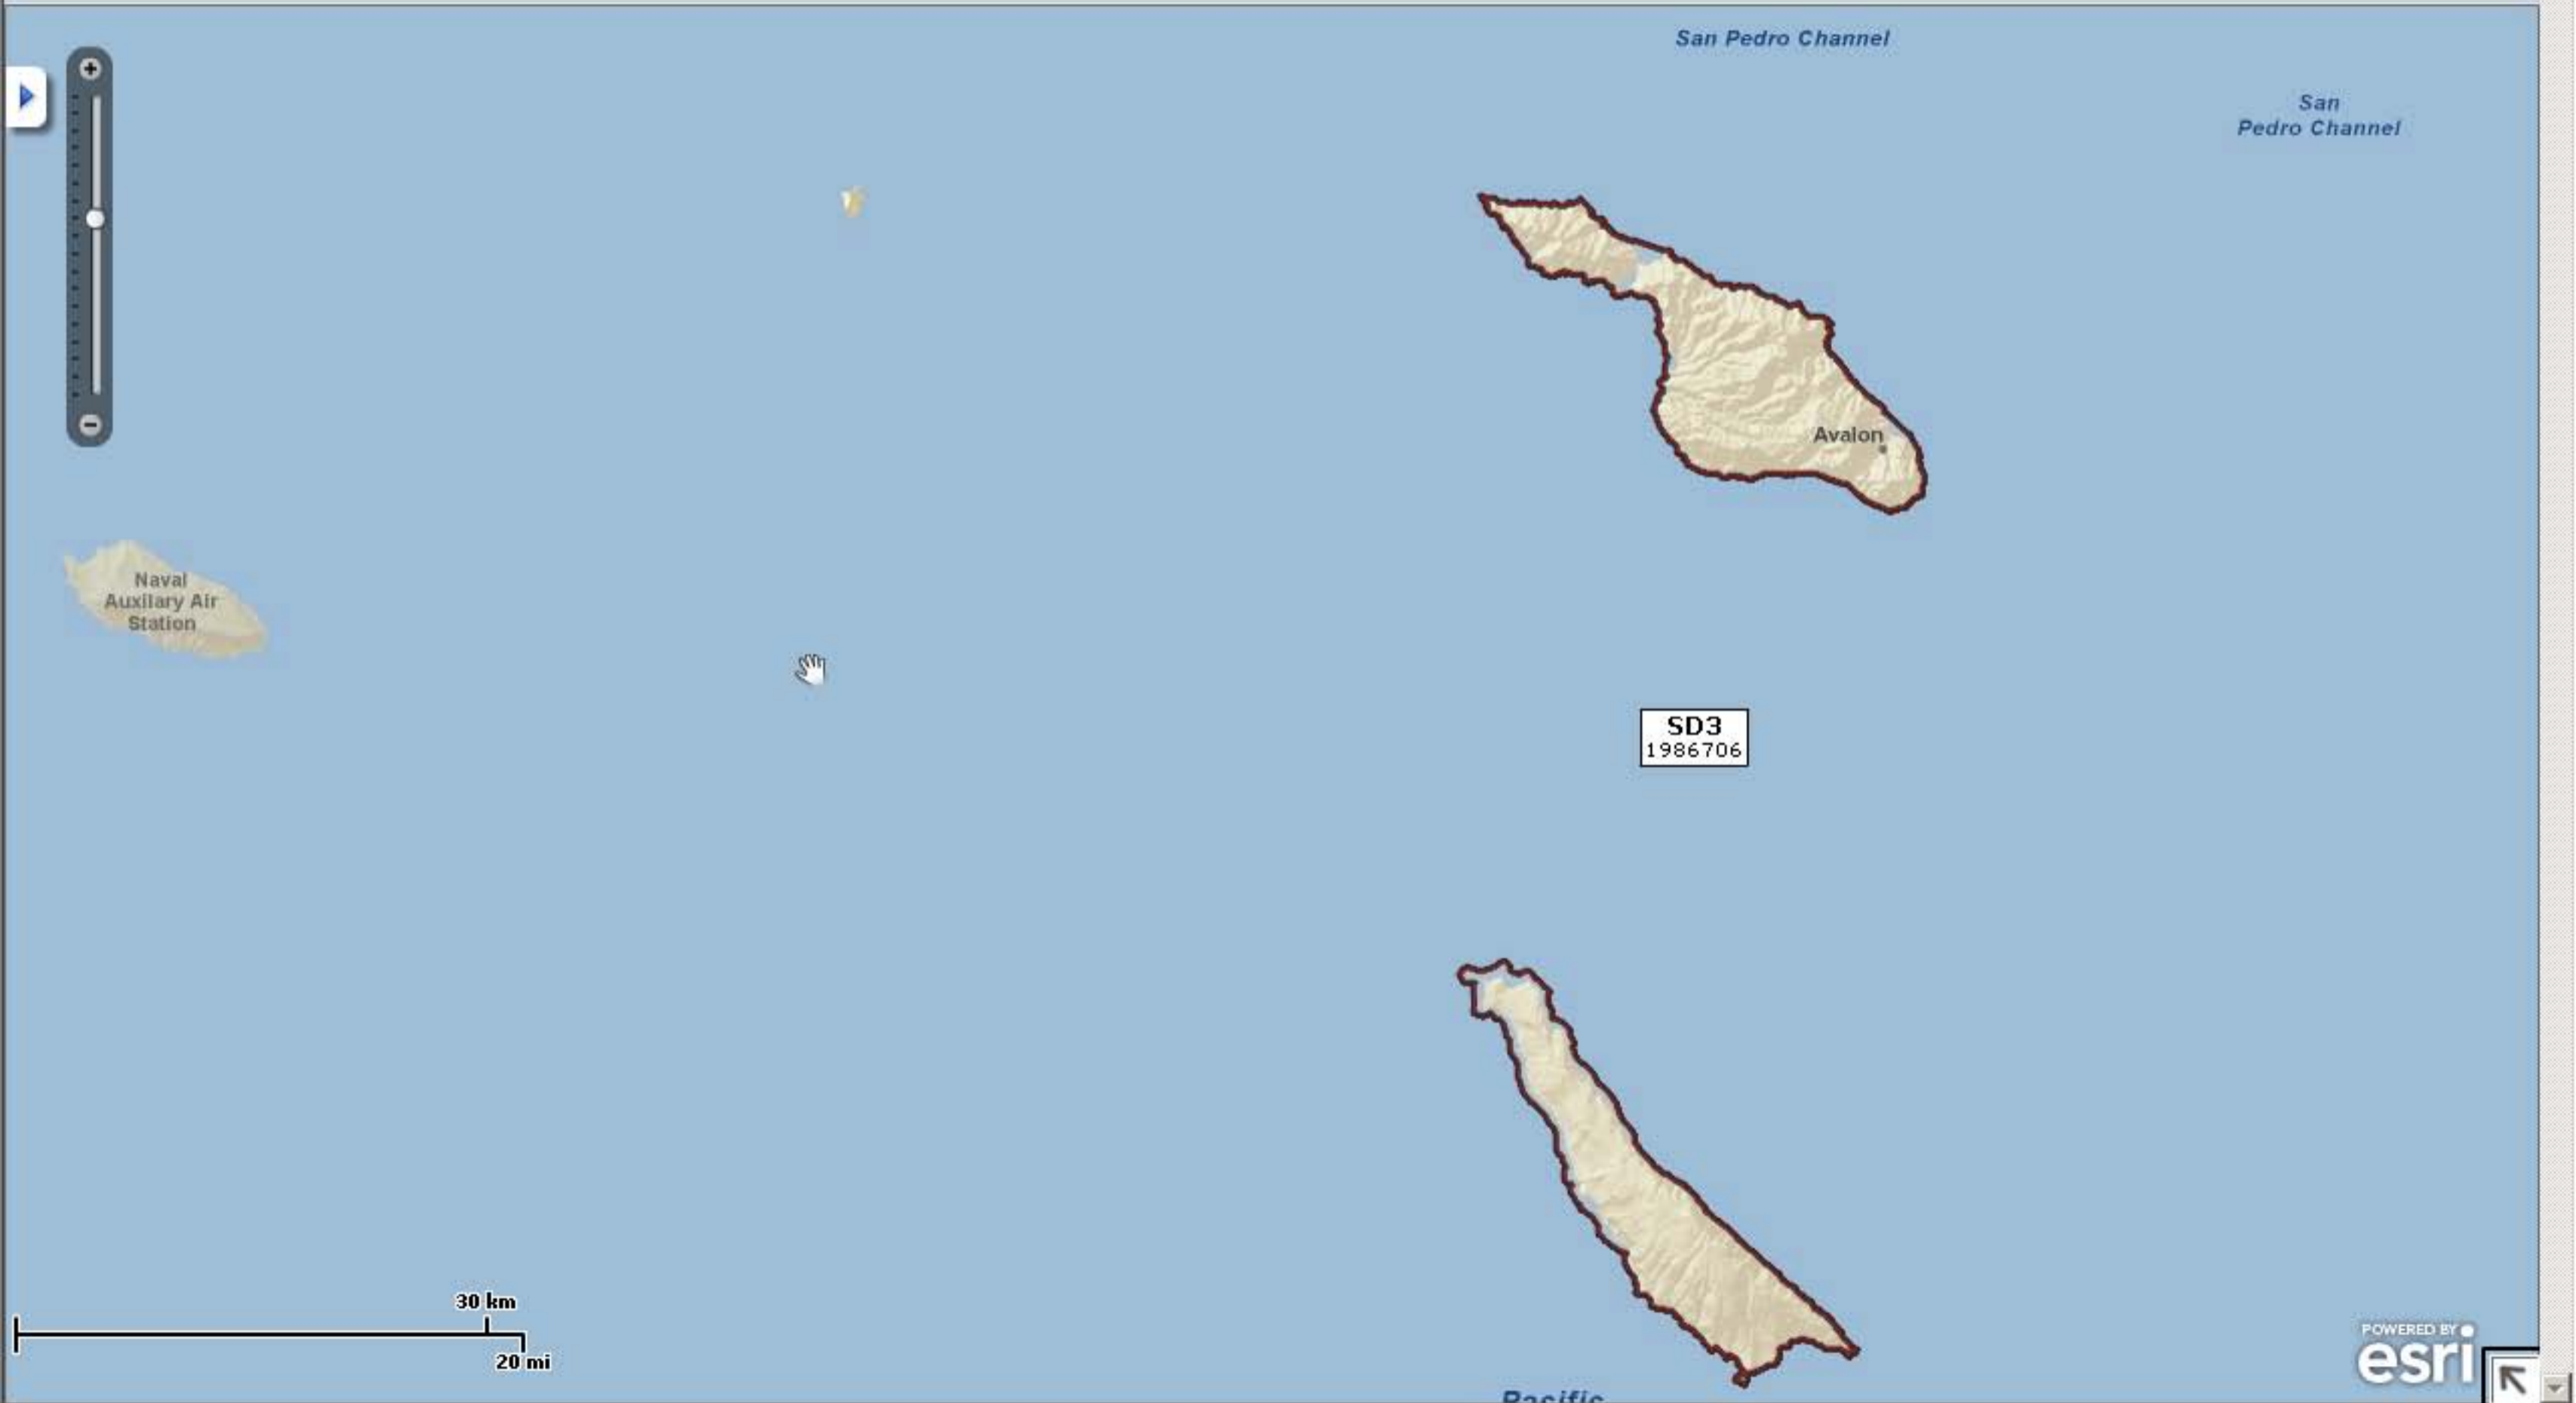 San Pedro Channel
San
Pedro Channel
Avalon
Naval
Auxilary Air
Station
SD3
1986706
30 km
20 mi
POWERED BY
esri
Pacific